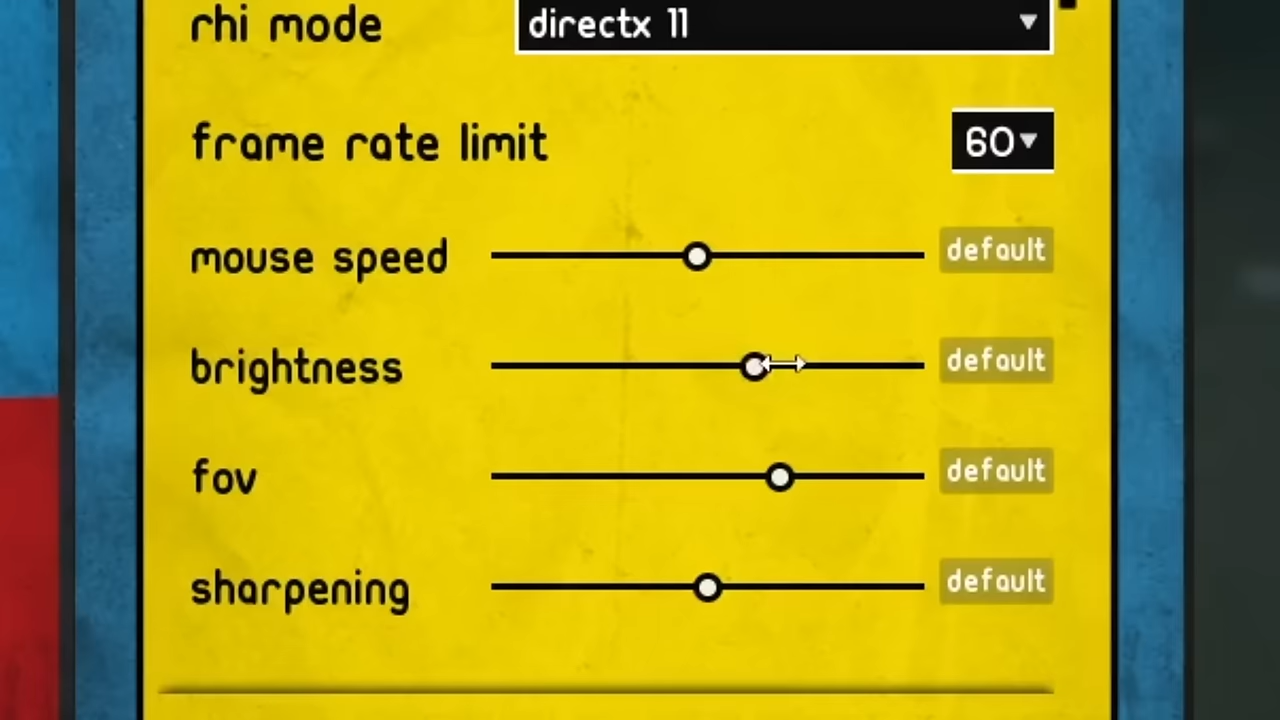 rhi mode directx 11
frame rate limit 60
mouse speed default
brightness default
fov default
sharpening default